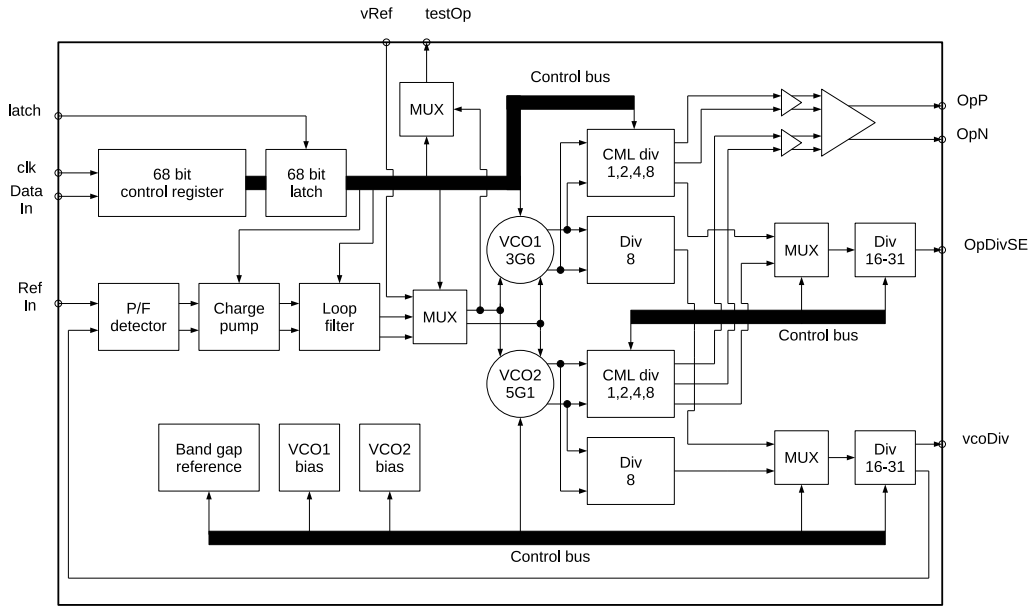 vRef
testOp
Control bus
MUX
latch
OpP
clk
68 bit
control register
68 bit
latch
CML div
1,2,4,8
OpN
Data
In
VCO1
3G6
Div
8
MUX
Div
16-31
OpDivSE
Ref
In
P/F
detector
Charge
pump
Loop
filter
MUX
Control bus
VCO2
5G1
CML div
1,2,4,8
Band gap
reference
VCO1
bias
VCO2
bias
Div
8
MUX
Div
16-31
vcoDiv
Control bus